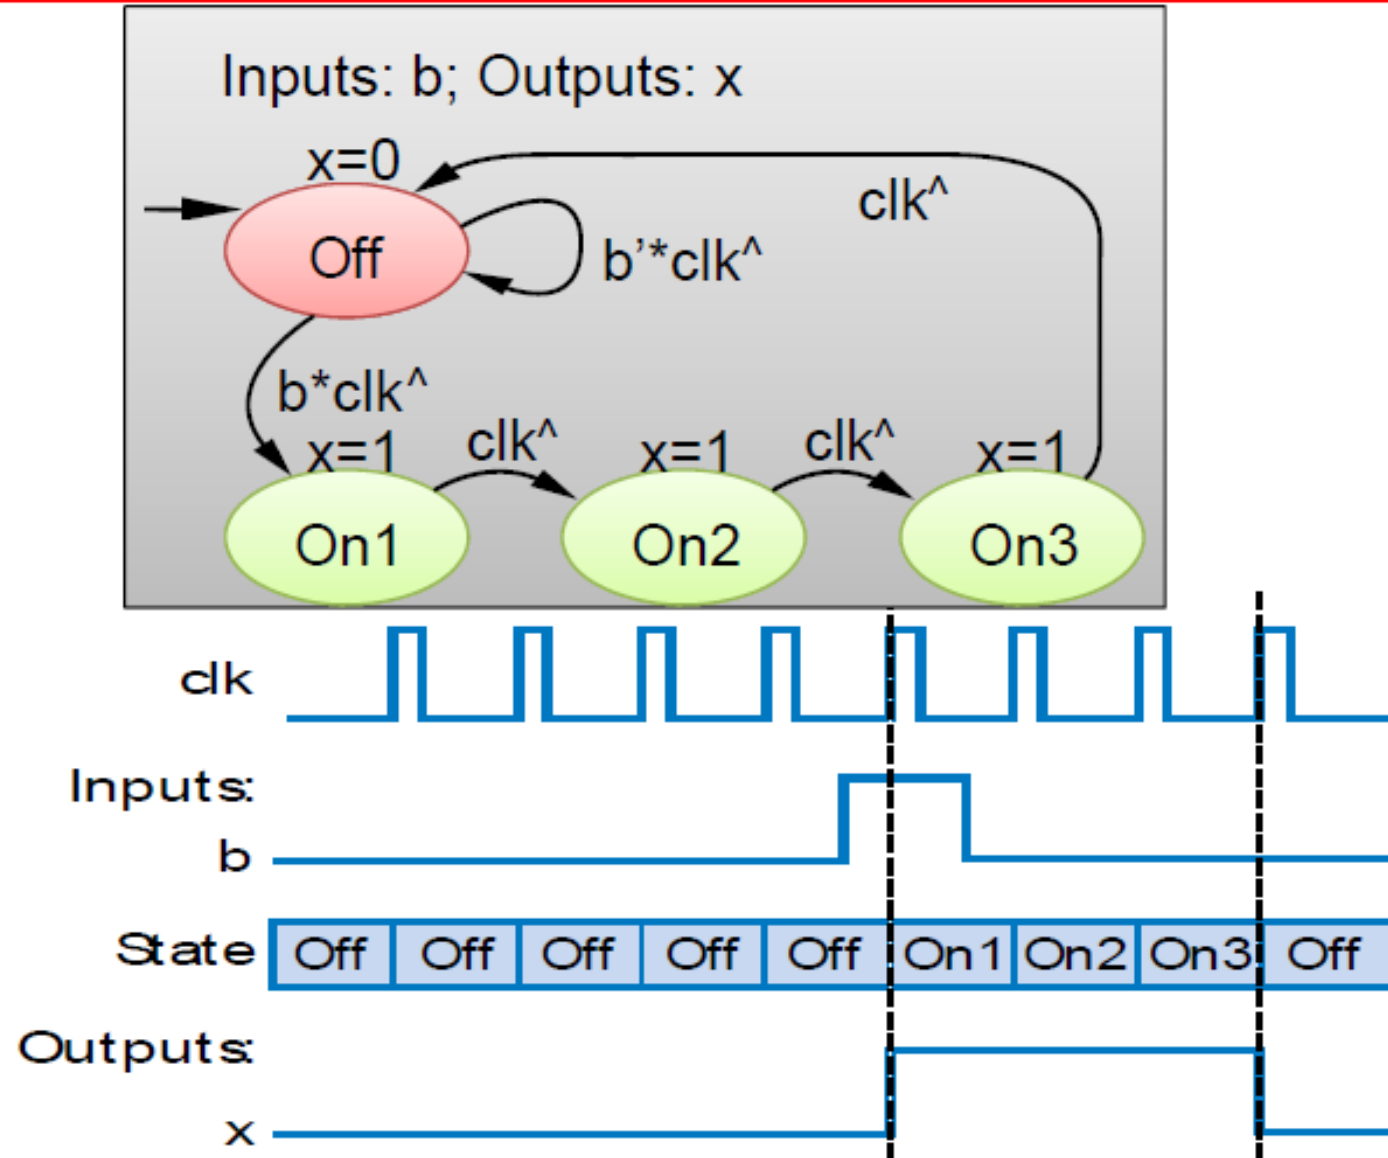 Inputs: b; Outputs: x
x=0
clk^
Off
b’*clk^
b*clk^
x=1
clk^
x=1
clk^
x=1
On1
On2
On3
clk
Inputs:
b
State
Off
Off
Off
Off
Off
On1
On2
On3
Off
Outputs:
x